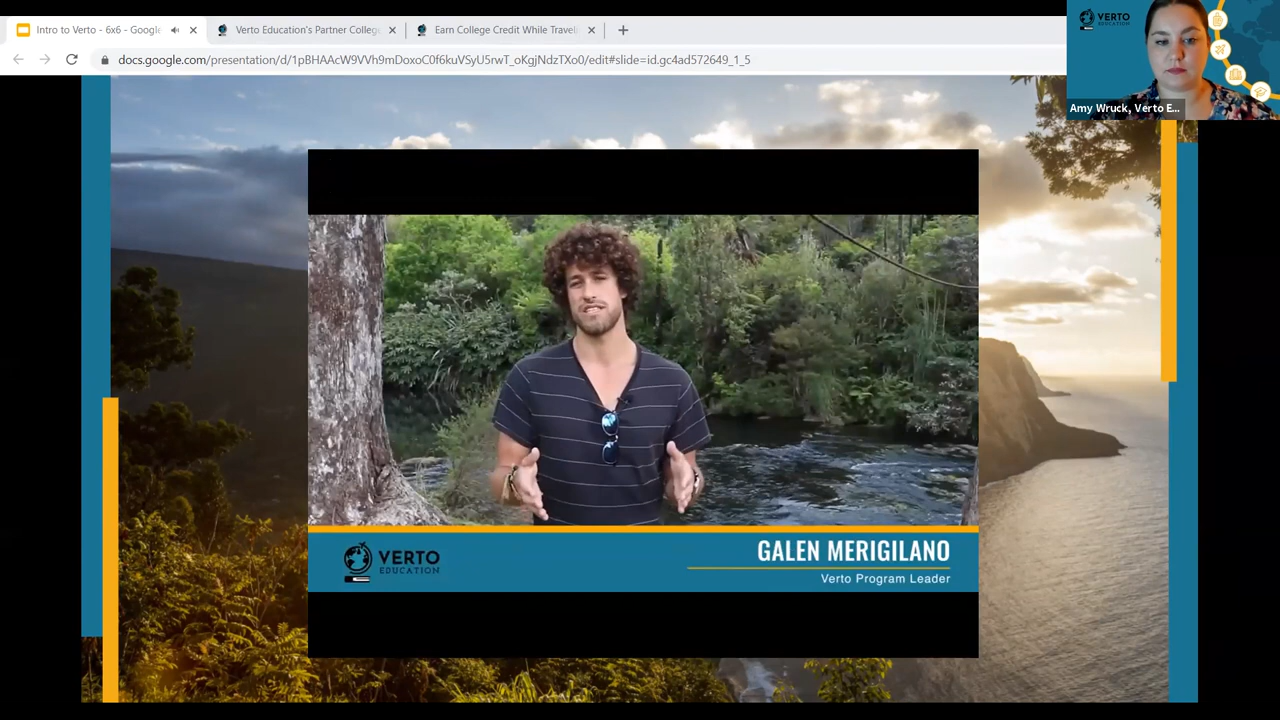 Intro to Verto - 6x6 - Google
Verto Education's Partner Colleg
Earn College Credit While Traveli
docs.google.com/presentation/d/1pBHAAcW9VVh9mDoxoC0f6kuVSyU5rwT_oKgjNdzTXo0/edit#slide=id.gc4ad572649_1_5
VERTO
EDUCATION
Amy Wruck, Verto E...
GALEN MERIGILANO
Verto Program Leader
VERTO
EDUCATION